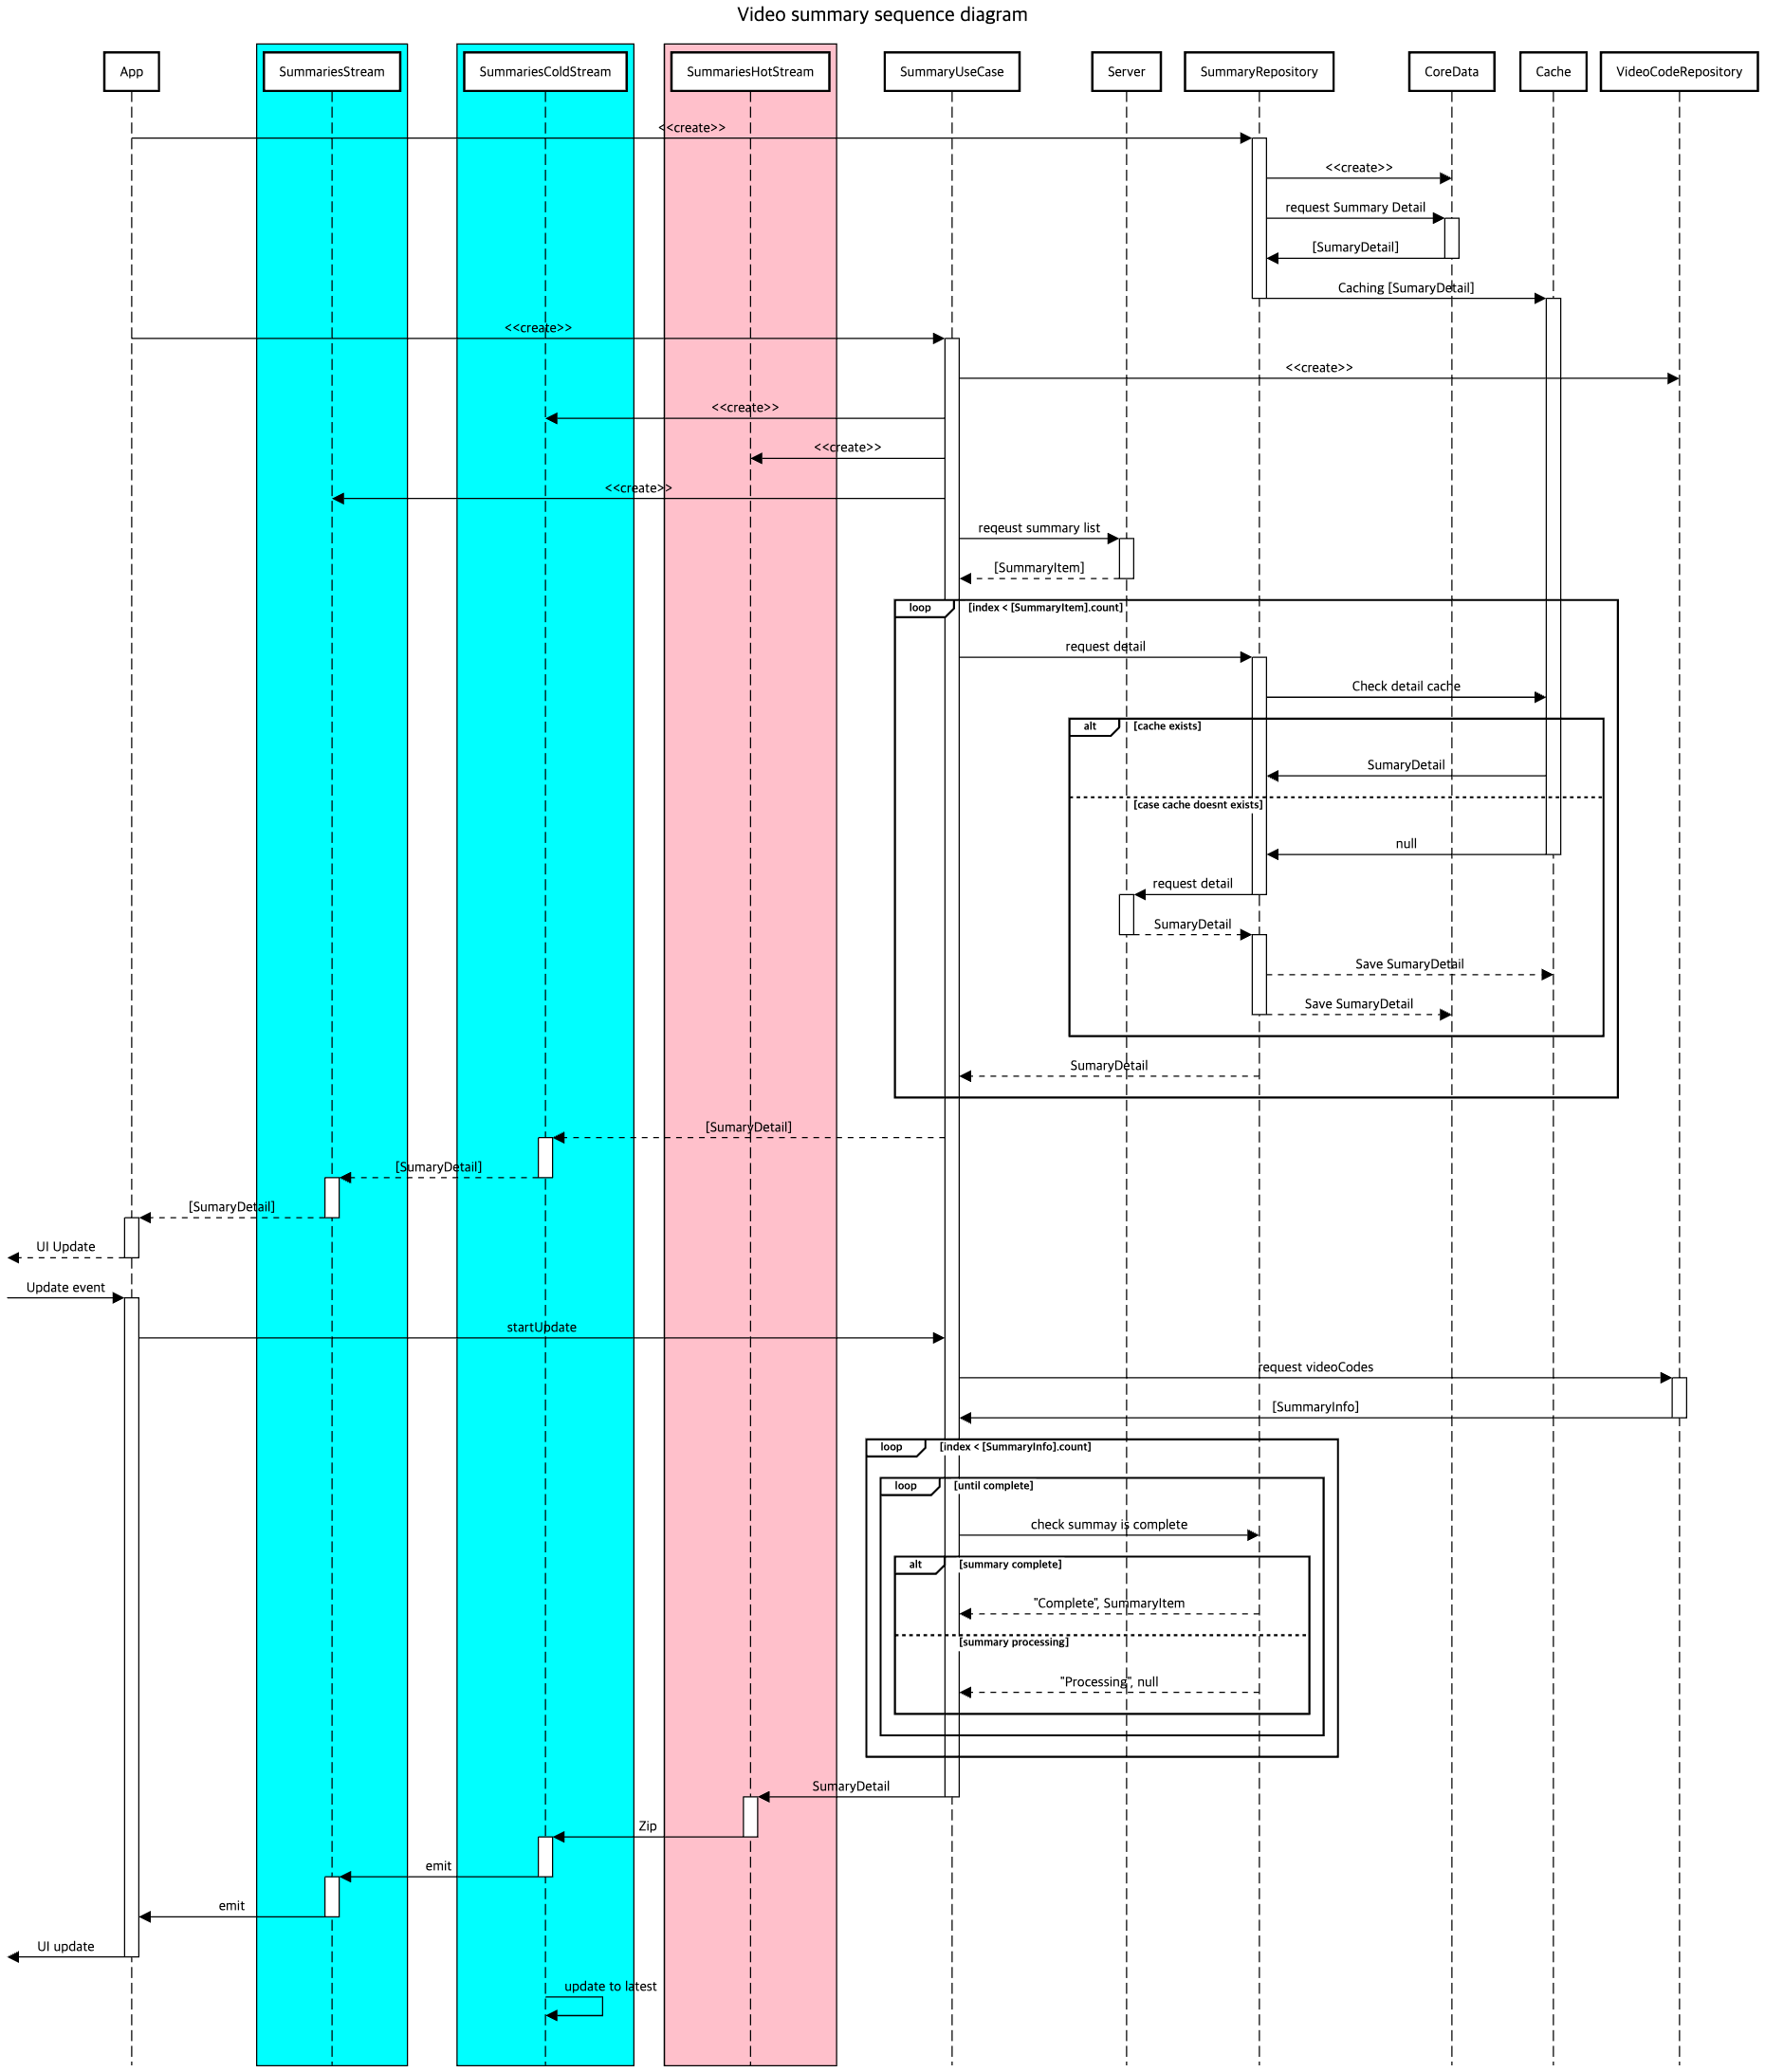 Video summary sequence diagram
App
SummariesStream
SummariesColdStream
SummariesHotStream
SummaryUseCase
Server
SummaryRepository
CoreData
Cache
VideoCodeRepository
<<create>>
<<create>>
request Summary Detail
[SumaryDetail]
Caching [SumaryDetail]
<<create>>
<<create>>
<<create>>
<<create>>
<<create>>
reqeust summary list
[SummaryItem]
loop
[index < [SummaryItem].count]
request detail
Check detail cache
alt
[cache exists]
SumaryDetail
[case cache doesnt exists]
null
request detail
SumaryDetail
Save SumaryDetail
Save SumaryDetail
SumaryDetail
[SumaryDetail]
[SumaryDetail]
[SumaryDetail]
UI Update
Update event
startUpdate
request videoCodes
[SummaryInfo]
loop
[index < [SummaryInfo].count]
loop
[until complete]
check summay is complete
alt
[summary complete]
"Complete", SummaryItem
[summary processing]
"Processing", null
SumaryDetail
Zip
emit
emit
UI update
update to latest